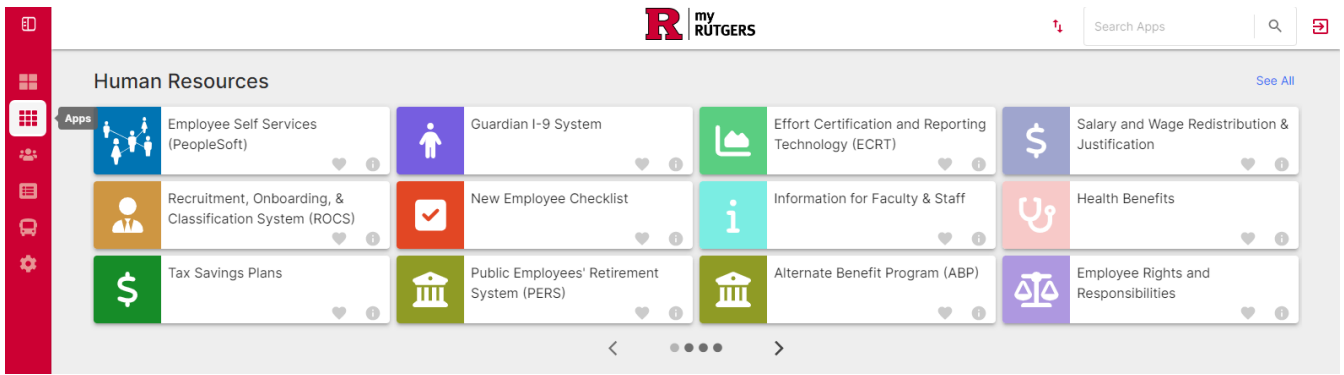 R my
RUTGERS
Search Apps
Human Resources
See All
Apps
Employee Self Services
(PeopleSoft)
Guardian I-9 System
Effort Certification and Reporting
Technology (ECRT)
Salary and Wage Redistribution &
Justification
Recruitment, Onboarding, &
Classification System (ROCS)
New Employee Checklist
Information for Faculty & Staff
Health Benefits
Tax Savings Plans
Public Employees' Retirement
System (PERS)
Alternate Benefit Program (ABP)
Employee Rights and
Responsibilities